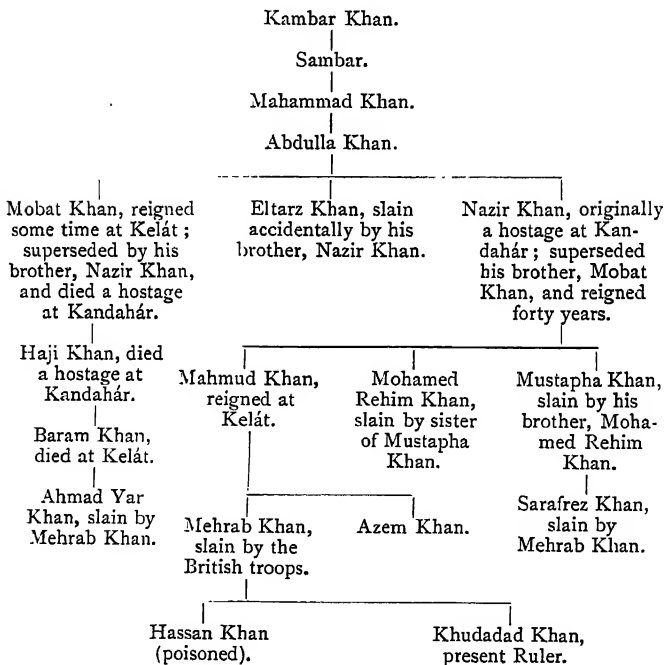 Kambar Khan.
Sambar.
Mahammad Khan.
Abdulla Khan.
Mobat Khan, reigned
some time at Kelát ;
superseded by his
brother, Nazir Khan,
and died a hostage
at Kandahár.
Eltarz Khan, slain
accidentally by his
brother, Nazir Khan.
Nazir Khan, originally
a hostage at Kan-
dahár ; superseded
his brother, Mobat
Khan, and reigned
forty years.
Haji Khan, died
a hostage at
Kandahár.
Mahmud Khan,
reigned at
Kelát.
Mohamed
Rehim Khan,
slain by sister
of Mustapha
Khan.
Mustapha Khan,
slain by his
brother, Moha-
med Rehim
Khan.
Baram Khan,
died at Kelát.
Ahmad Yar
Khan, slain by
Mehrab Khan.
Mehrab Khan,
slain by the
British troops.
Azem Khan.
Sarafrez Khan,
slain by
Mehrab Khan.
Hassan Khan
(poisoned).
Khudadad Khan,
present Ruler.